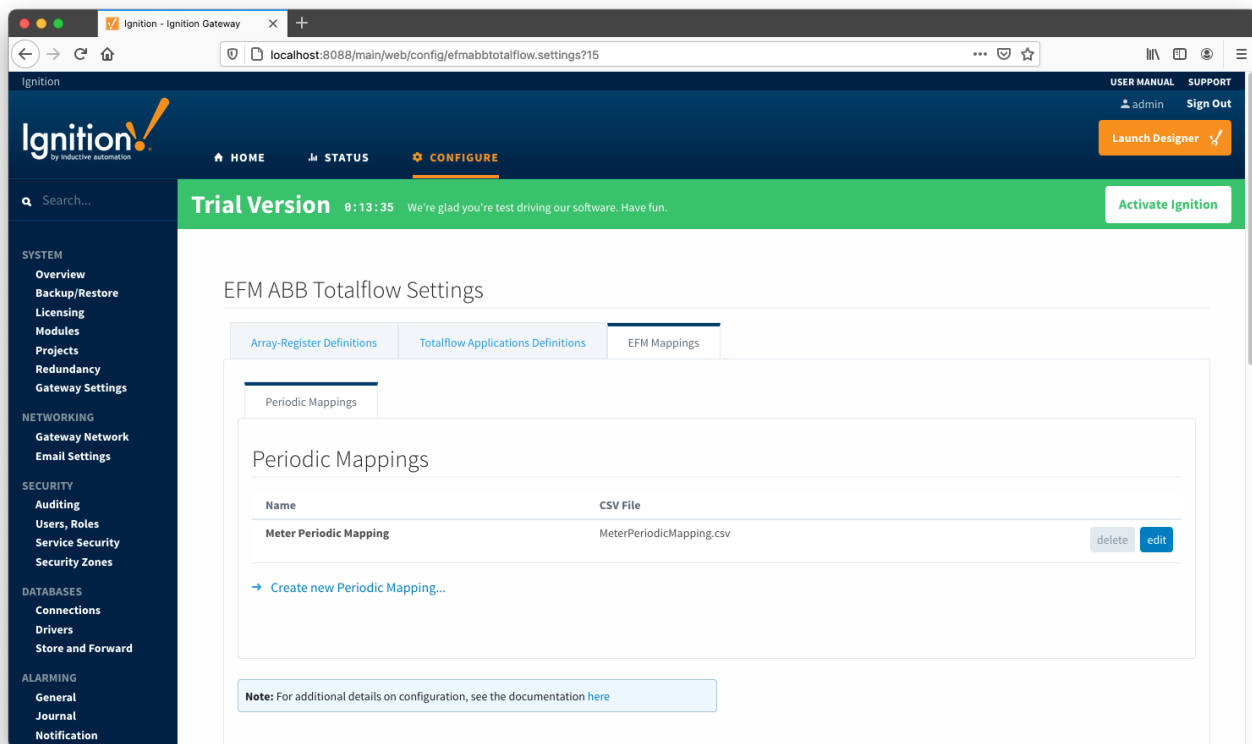 Ignition - Ignition Gateway
localhost:8088/main/web/config/efmabbtotalflow.settings?15
Ignition
USER MANUAL SUPPORT
admin Sign Out
Ignition!
by inductive automation
Launch Designer
HOME STATUS CONFIGURE
Search...
Trial Version 0:13:35 We're glad you're test driving our software. Have fun.
Activate Ignition
SYSTEM
Overview
Backup/Restore
Licensing
Modules
Projects
Redundancy
Gateway Settings
NETWORKING
Gateway Network
Email Settings
SECURITY
Auditing
Users, Roles
Service Security
Security Zones
DATABASES
Connections
Drivers
Store and Forward
ALARMING
General
Journal
Notification
EFM ABB Totalflow Settings
Array-Register Definitions Totalflow Applications Definitions EFM Mappings
Periodic Mappings
Periodic Mappings
Name CSV File
Meter Periodic Mapping MeterPeriodicMapping.csv delete edit
Create new Periodic Mapping...
Note: For additional details on configuration, see the documentation here